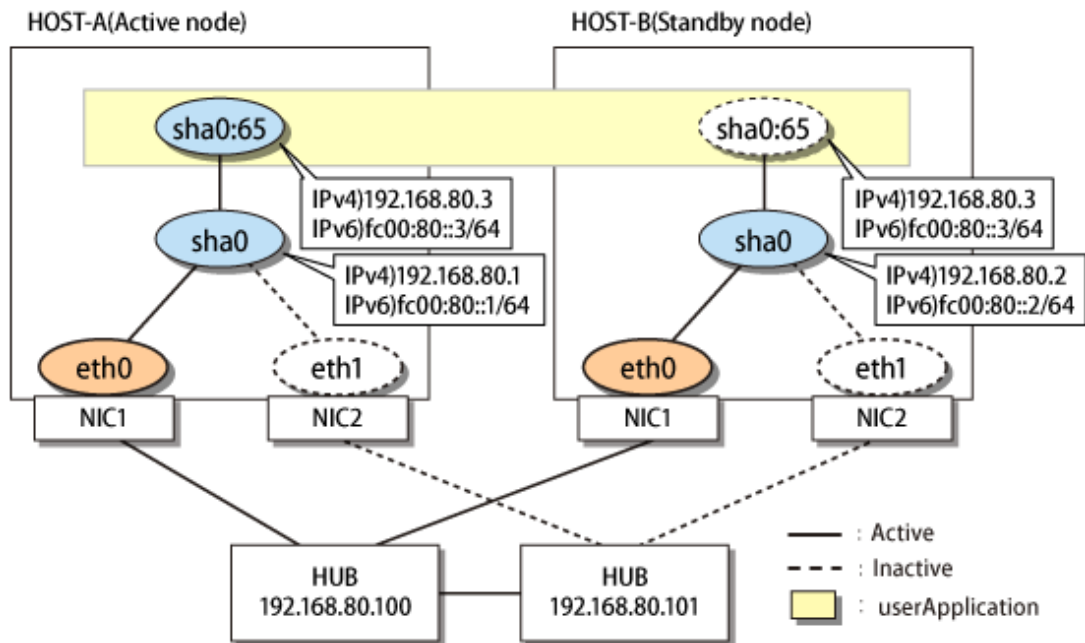 HOST-A(Active node)
HOST-B(Standby node)
sha0:65
sha0:65
IPv4)192.168.80.3
IPv6)fc00:80::3/64
IPv4)192.168.80.3
IPv6)fc00:80::3/64
sha0
sha0
IPv4)192.168.80.1
IPv6)fc00:80::1/64
IPv4)192.168.80.2
IPv6)fc00:80::2/64
eth0
eth1
eth0
eth1
NIC1
NIC2
NIC1
NIC2
HUB
192.168.80.100
HUB
192.168.80.101
: Active
: Inactive
: userApplication